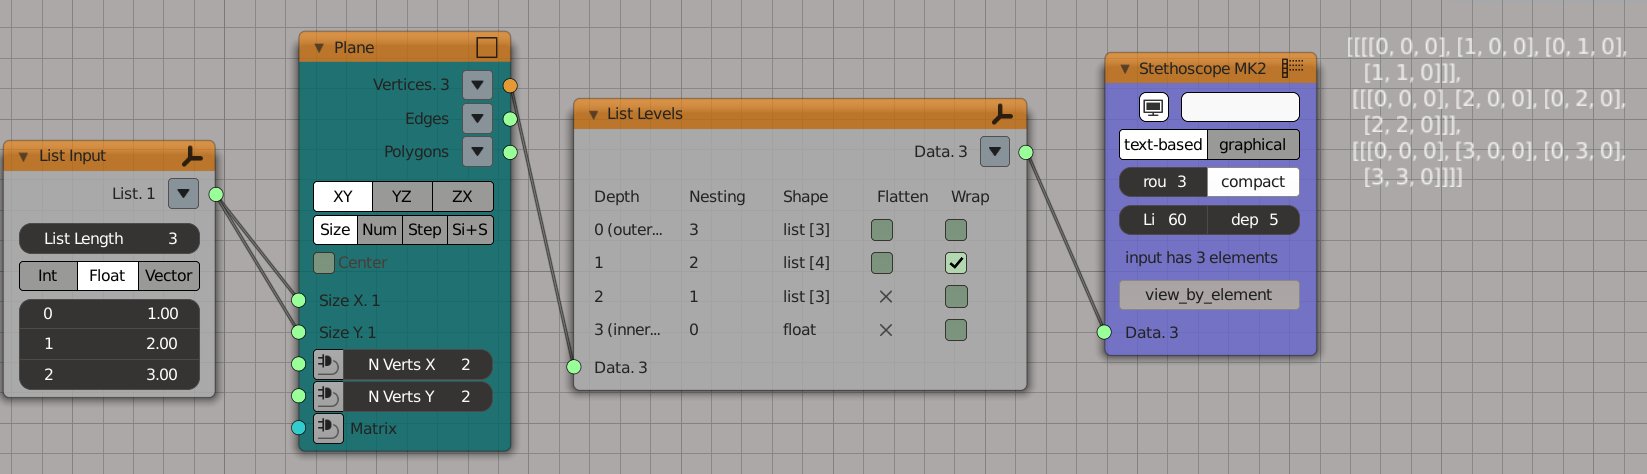 List Input
List. 1
List Length 3
Int Float Vector
0 1.00
1 2.00
2 3.00
Plane
Vertices. 3
Edges
Polygons
XY YZ ZX
Size Num Step Si+S
Center
Size X. 1
Size Y. 1
N Verts X 2
N Verts Y 2
Matrix
List Levels
Data. 3
Depth Nesting Shape Flatten Wrap
0 (outer... 3 list [3]
1 2 list [4]
2 1 list [3]
3 (inner... 0 float
Data. 3
Stethoscope MK2
text-based graphical
rou 3 compact
Li 60 dep 5
input has 3 elements
view_by_element
Data. 3
[[[[0, 0, 0], [1, 0, 0], [0, 1, 0],
[1, 1, 0]]],
[[[0, 0, 0], [2, 0, 0], [0, 2, 0],
[2, 2, 0]]],
[[[0, 0, 0], [3, 0, 0], [0, 3, 0],
[3, 3, 0]]]]